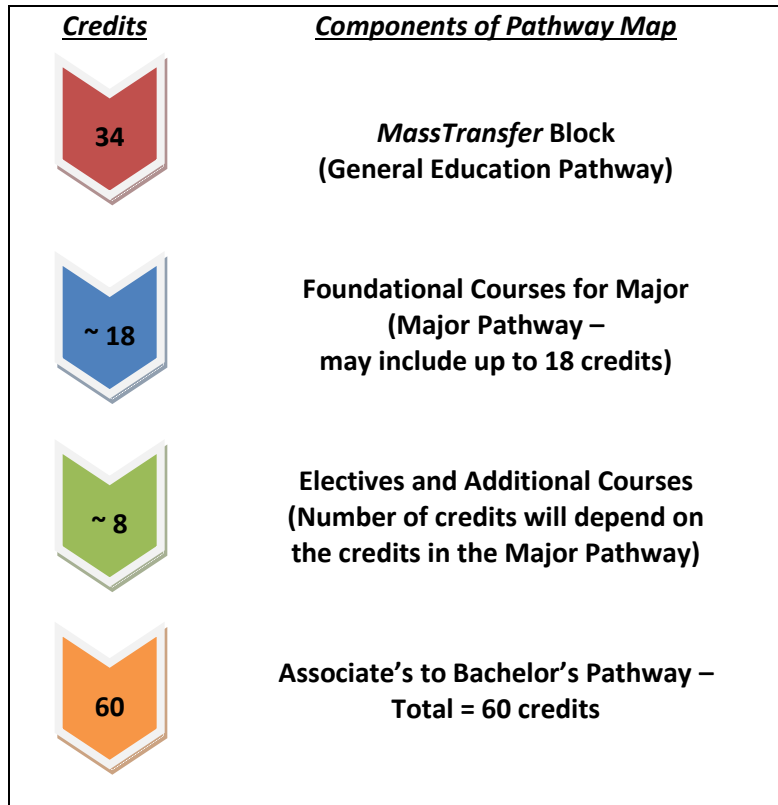 Credits Components of Pathway Map
34
MassTransfer Block
(General Education Pathway)
~ 18
Foundational Courses for Major
(Major Pathway –
may include up to 18 credits)
~ 8
Electives and Additional Courses
(Number of credits will depend on
the credits in the Major Pathway)
60
Associate’s to Bachelor’s Pathway –
Total = 60 credits